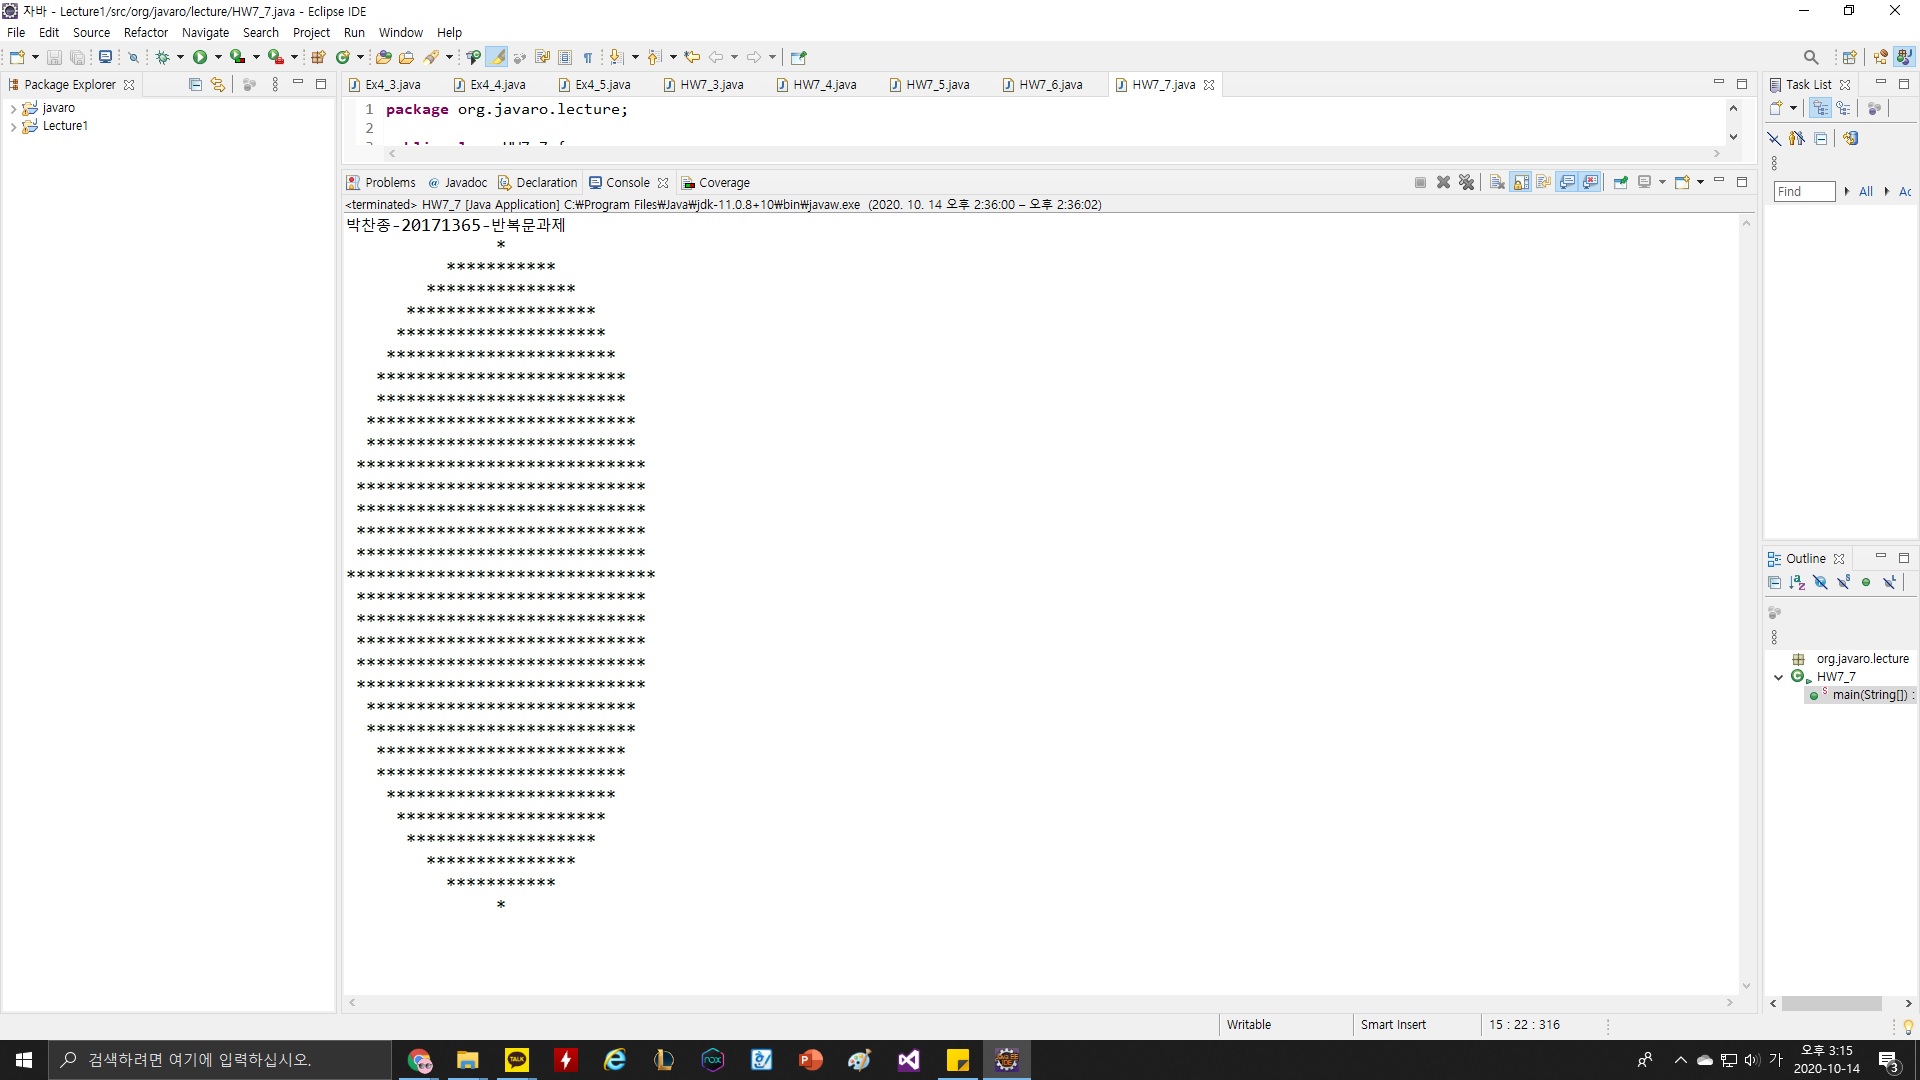 자바 - Lecture1/src/org/javaro/lecture/HW7_7.java - Eclipse IDE
File Edit Source Refactor Navigate Search Project Run Window Help
Package Explorer
Ex4_3.java Ex4_4.java Ex4_5.java HW7_3.java HW7_4.java HW7_5.java HW7_6.java HW7_7.java
Task List
javaro
Lecture1
1 package org.javaro.lecture;
2
Problems @ Javadoc Declaration Console Coverage
Find All Ac
<terminated> HW7_7 [Java Application] C:₩Program Files₩Java₩jdk-11.0.8+10₩bin₩javaw.exe (2020. 10. 14 오후 2:36:00 – 오후 2:36:02)
박찬종-20171365-반복문과제
               *
          ***********
        ***************
      *******************
     *********************
    ***********************
   *************************
   *************************
  ***************************
  ***************************
 *****************************
 *****************************
 *****************************
 *****************************
 *****************************
*******************************
 *****************************
 *****************************
 *****************************
 *****************************
 *****************************
  ***************************
  ***************************
   *************************
   *************************
    ***********************
     *********************
      *******************
        ***************
          ***********
               *
Outline
org.javaro.lecture
HW7_7
main(String[]) :
Writable Smart Insert 15 : 22 : 316
검색하려면 여기에 입력하십시오.
가
오후 3:15
2020-10-14
3